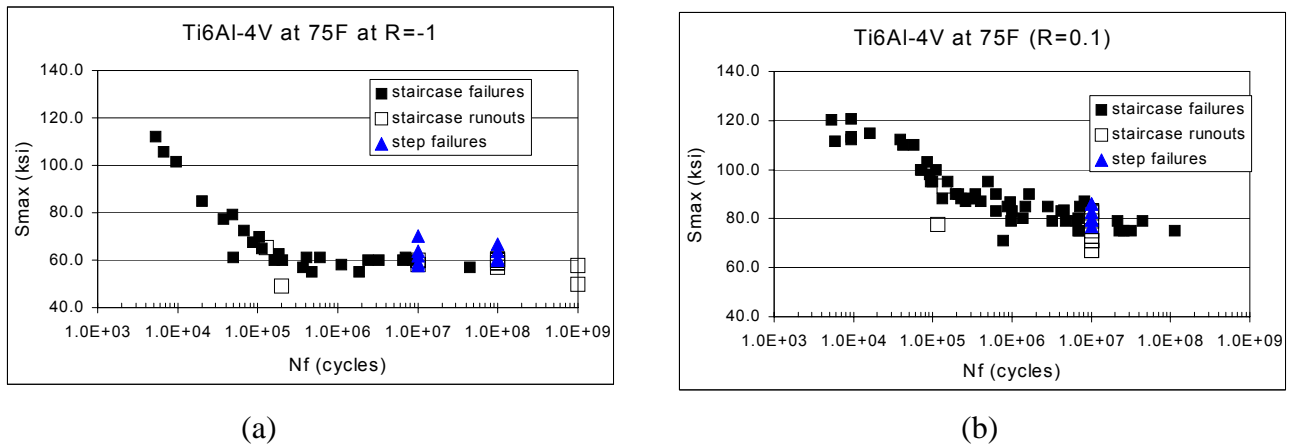 Ti6Al-4V at 75F at R=-1
140.0
120.0
100.0
80.0
60.0
40.0
Smax (ksi)
staircase failures
staircase runouts
step failures
1.0E+03 1.0E+04 1.0E+05 1.0E+06 1.0E+07 1.0E+08 1.0E+09
Nf (cycles)
(a)
Ti6Al-4V at 75F (R=0.1)
140.0
120.0
100.0
80.0
60.0
40.0
Smax (ksi)
staircase failures
staircase runouts
step failures
1.0E+03 1.0E+04 1.0E+05 1.0E+06 1.0E+07 1.0E+08 1.0E+09
Nf (cycles)
(b)